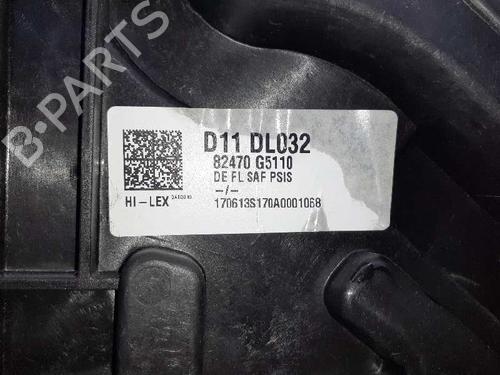 B-PARTS
D11 DL032
82470 G5110
DE FL SAF PSIS
-/-
HI-LEX
170613S170A0001068